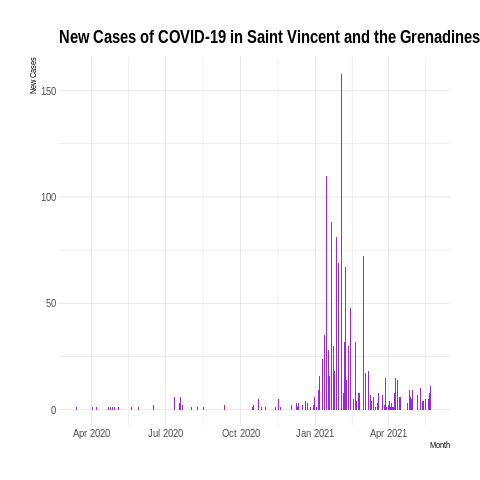 New Cases of COVID-19 in Saint Vincent and the Grenadines
New Cases
150
100
50
0
Apr 2020
Jul 2020
Oct 2020
Jan 2021
Apr 2021
Month